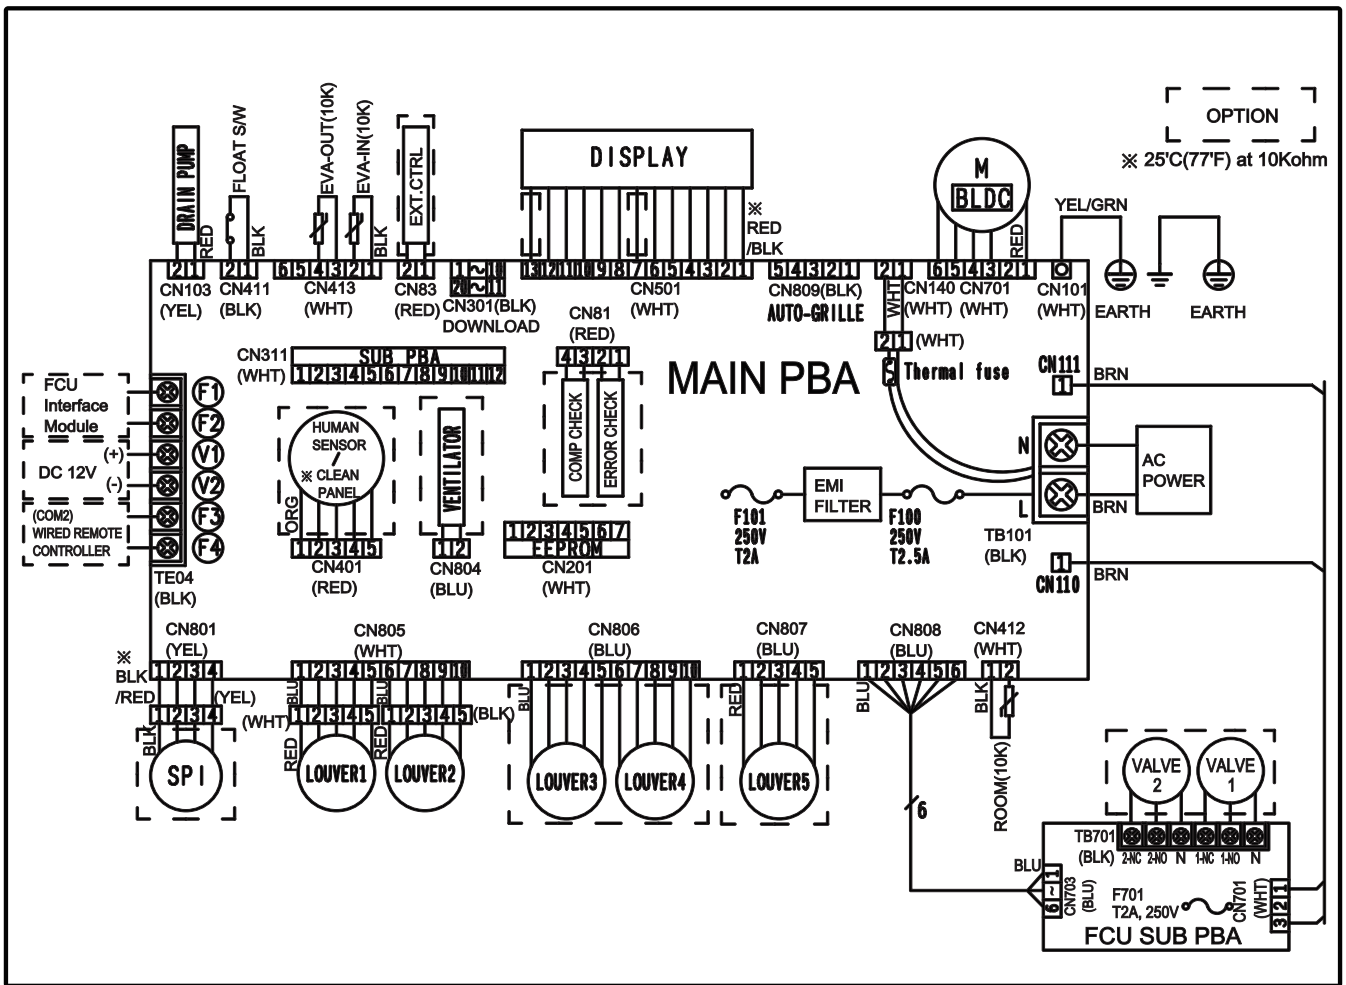 OPTION
※ 25'C(77'F) at 10Kohm
DRAIN PUMP
RED
FLOAT S/W
BLK
EVA-OUT(10K)
EVA-IN(10K)
BLK
EXT.CTRL
DISPLAY
※
RED
/BLK
M
BLDC
RED
YEL/GRN
EARTH
EARTH
2 1
CN103
(YEL)
2 1
CN411
(BLK)
6 5 4 3 2 1
CN413
(WHT)
2 1
CN83
(RED)
1 ~ 10
20 ~ 11
CN301(BLK)
DOWNLOAD
13 12 11 10 9 8 7 6 5 4 3 2 1
CN501
(WHT)
5 4 3 2 1
CN809(BLK)
AUTO-GRILLE
2 1
WHT
CN140
(WHT)
6 5 4 3 2 1
CN701
(WHT)
CN101
(WHT)
2 1 (WHT)
Thermal fuse
CN311
(WHT)
SUB PBA
1 2 3 4 5 6 7 8 9 10 11 12
CN81
(RED)
4 3 2 1
COMP CHECK
ERROR CHECK
MAIN PBA
CN111
1
BRN
FCU
Interface
Module
F1
F2
DC 12V
(+)
(-)
V1
V2
(COM2)
WIRED REMOTE
CONTROLLER
F3
F4
TE04
(BLK)
HUMAN
SENSOR
/
※ CLEAN
PANEL
ORG
1 2 3 4 5
CN401
(RED)
VENTILATOR
1 2
CN804
(BLU)
1 2 3 4 5 6 7
EEPROM
CN201
(WHT)
F101
250V
T2A
EMI
FILTER
F100
250V
T2.5A
N
L
TB101
(BLK)
AC
POWER
BRN
1
CN110
BRN
CN801
(YEL)
※
BLK
/RED
1 2 3 4
(YEL)
1 2 3 4
BLK
SPI
CN805
(WHT)
1 2 3 4 5 6 7 8 9 10
BLU
BLU
(WHT)
1 2 3 4 5
1 2 3 4 5
(BLK)
RED
RED
LOUVER1
LOUVER2
CN806
(BLU)
1 2 3 4 5 6 7 8 9 10
BLU
LOUVER3
LOUVER4
CN807
(BLU)
1 2 3 4 5
RED
LOUVER5
CN808
(BLU)
1 2 3 4 5 6
BLU
6
CN412
(WHT)
1 2
BLK
ROOM(10K)
VALVE
2
VALVE
1
TB701
(BLK)
2-NC 2-NO N 1-NC 1-NO N
BLU
1 ~ 6
CN703
(BLU)
F701
T2A, 250V
CN701
(WHT)
1 2 3
FCU SUB PBA